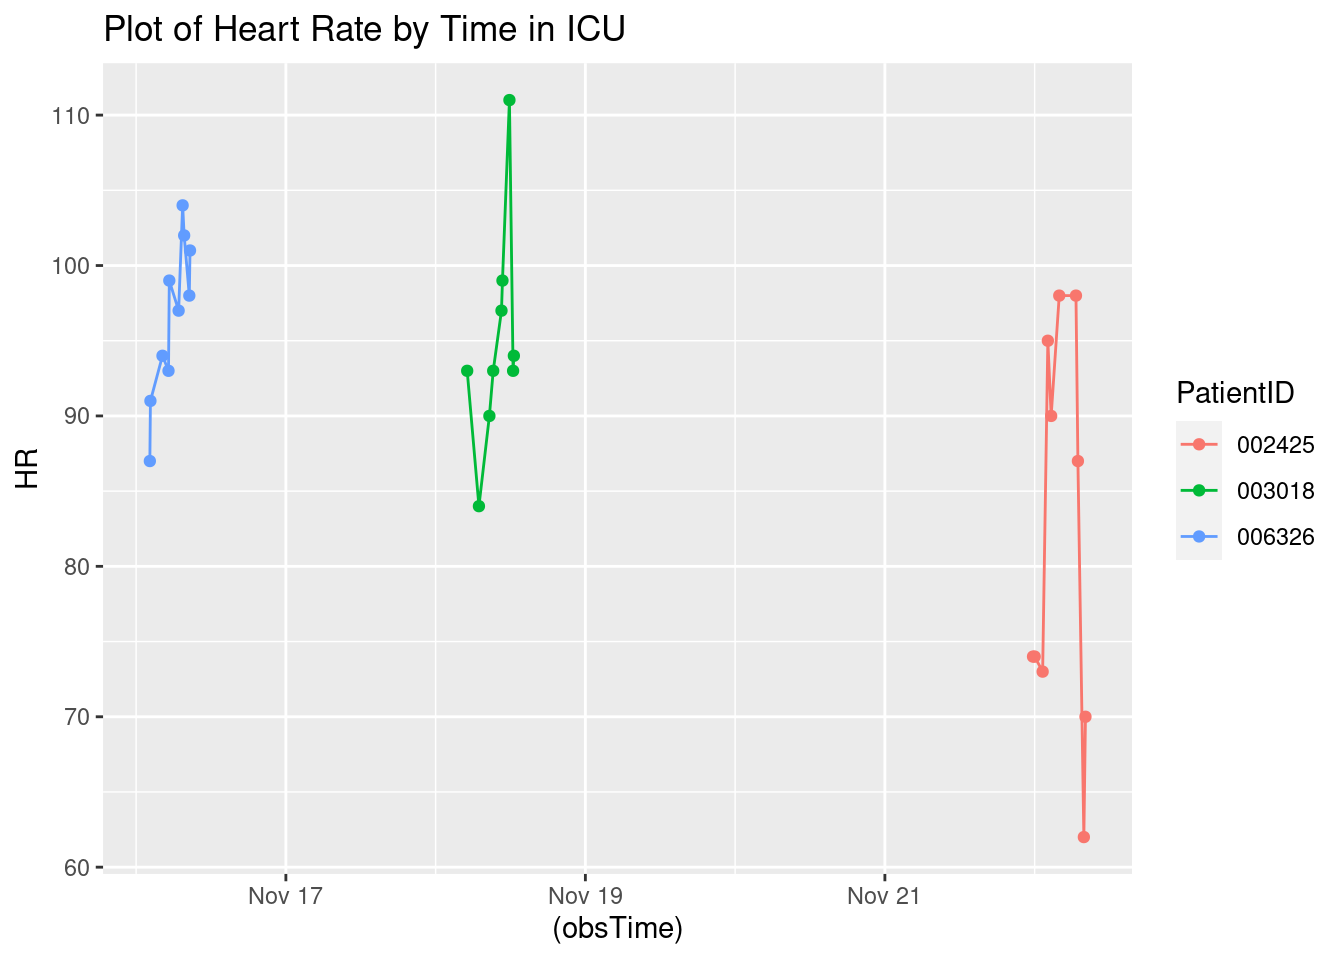 Plot of Heart Rate by Time in ICU
110
100
90
80
70
60
HR
Nov 17
Nov 19
Nov 21
(obsTime)
PatientID
002425
003018
006326